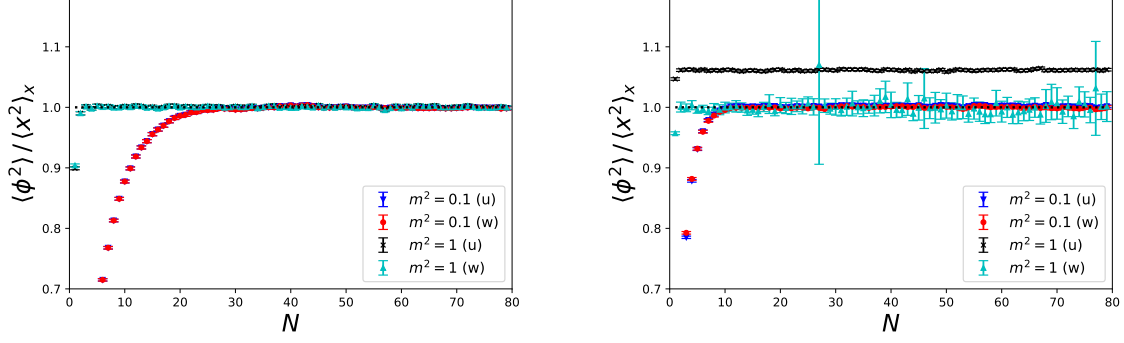 ⟨ϕ²⟩ / ⟨x²⟩ₓ
1.1
1.0
0.9
0.8
0.7
0 10 20 30 40 50 60 70 80
N
m² = 0.1 (u)
m² = 0.1 (w)
m² = 1 (u)
m² = 1 (w)
⟨ϕ²⟩ / ⟨x²⟩ₓ
1.1
1.0
0.9
0.8
0.7
0 10 20 30 40 50 60 70 80
N
m² = 0.1 (u)
m² = 0.1 (w)
m² = 1 (u)
m² = 1 (w)